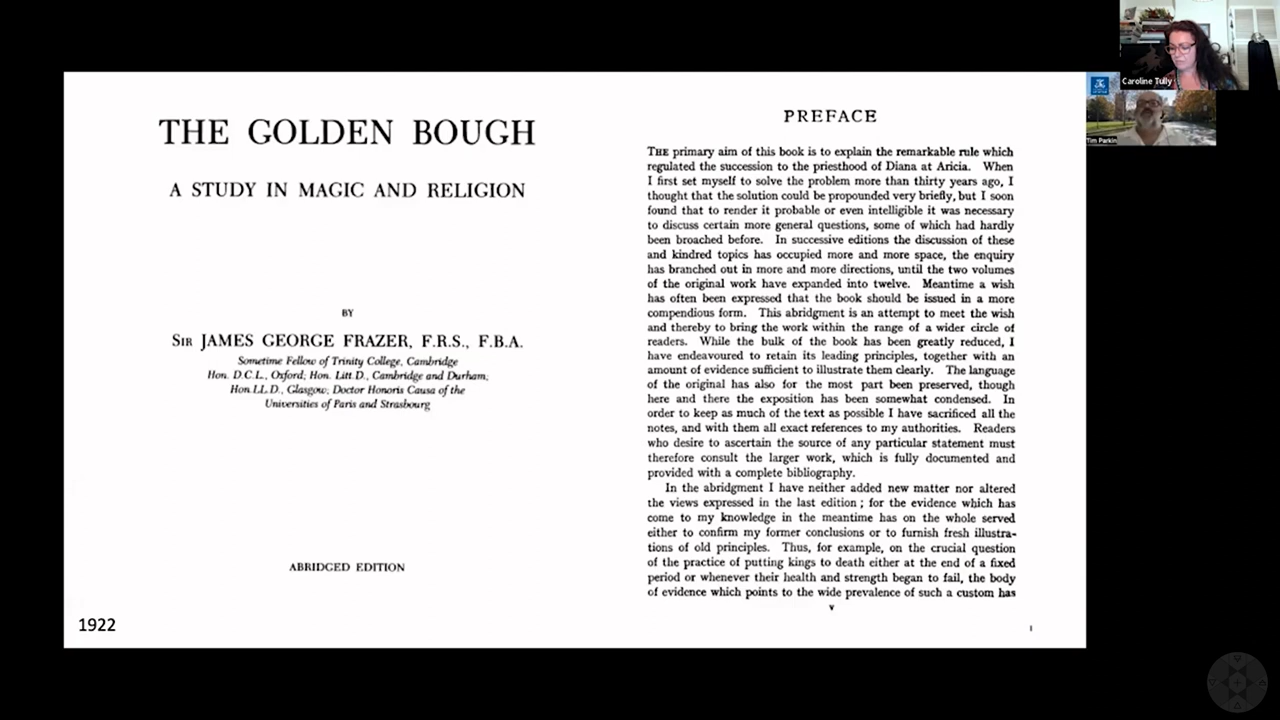 THE GOLDEN BOUGH
A STUDY IN MAGIC AND RELIGION
BY
SIR JAMES GEORGE FRAZER, F.R.S., F.B.A.
Sometime Fellow of Trinity College, Cambridge
Hon. D.C.L., Oxford; Hon. Litt.D., Cambridge and Durham;
Hon.LL.D., Glasgow; Doctor Honoris Causa of the
Universities of Paris and Strasbourg
ABRIDGED EDITION
1922
PREFACE
THE primary aim of this book is to explain the remarkable rule which
regulated the succession to the priesthood of Diana at Aricia. When
I first set myself to solve the problem more than thirty years ago, I
thought that the solution could be propounded very briefly, but I soon
found that to render it probable or even intelligible it was necessary
to discuss certain more general questions, some of which had hardly
been broached before. In successive editions the discussion of these
and kindred topics has occupied more and more space, the enquiry
has branched out in more and more directions, until the two volumes
of the original work have expanded into twelve. Meantime a wish
has often been expressed that the book should be issued in a more
compendious form. This abridgment is an attempt to meet the wish
and thereby to bring the work within the range of a wider circle of
readers. While the bulk of the book has been greatly reduced, I
have endeavoured to retain its leading principles, together with an
amount of evidence sufficient to illustrate them clearly. The language
of the original has also for the most part been preserved, though
here and there the exposition has been somewhat condensed. In
order to keep as much of the text as possible I have sacrificed all the
notes, and with them all exact references to my authorities. Readers
who desire to ascertain the source of any particular statement must
therefore consult the larger work, which is fully documented and
provided with a complete bibliography.
In the abridgment I have neither added new matter nor altered
the views expressed in the last edition ; for the evidence which has
come to my knowledge in the meantime has on the whole served
either to confirm my former conclusions or to furnish fresh illustra-
tions of old principles. Thus, for example, on the crucial question
of the practice of putting kings to death either at the end of a fixed
period or whenever their health and strength began to fail, the body
of evidence which points to the wide prevalence of such a custom has
v
1
Caroline Tully
Tim Parkin